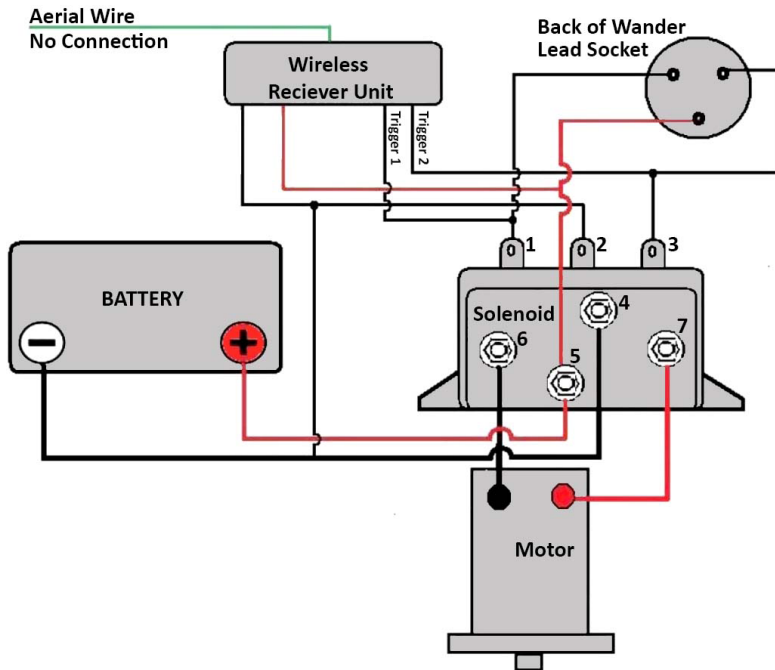 Aerial Wire
No Connection
Back of Wander
Lead Socket
Wireless
Reciever Unit
Trigger 1
Trigger 2
1
2
3
BATTERY
Solenoid
4
6
7
5
Motor